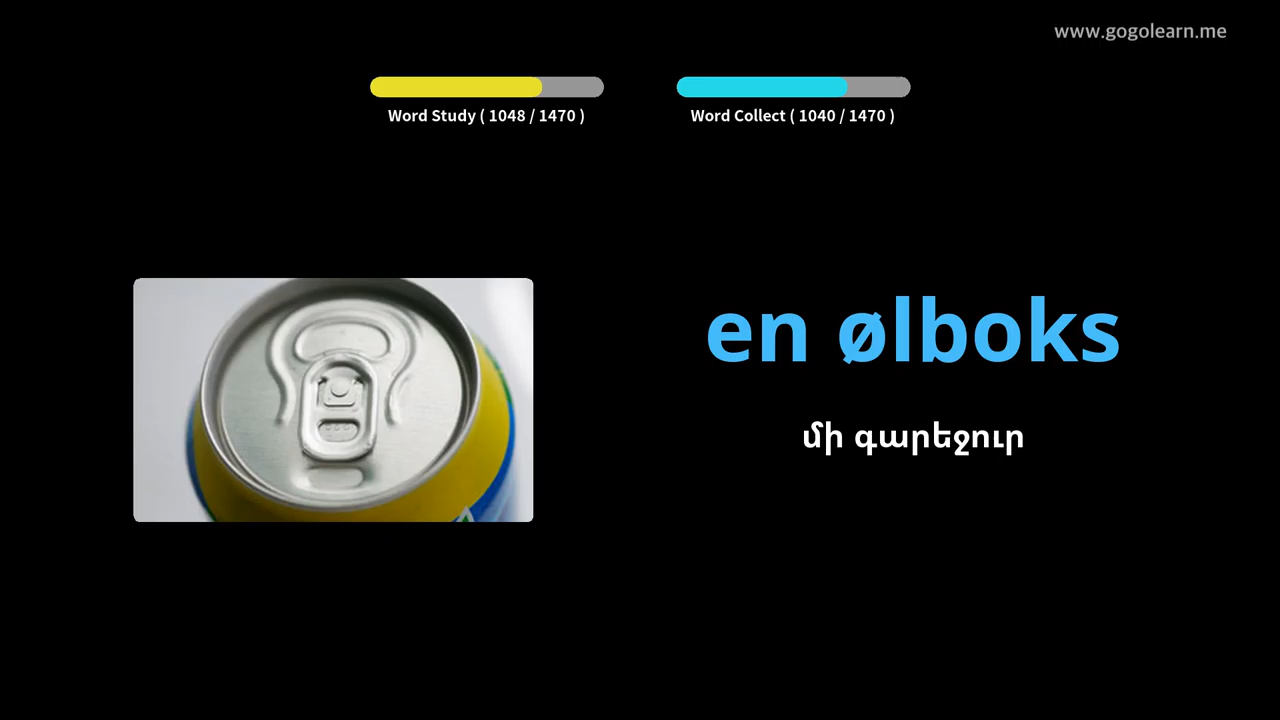 www.gogolearn.me
Word Study ( 1048 / 1470 )
Word Collect ( 1040 / 1470 )
en ølboks
մի գարեջուր